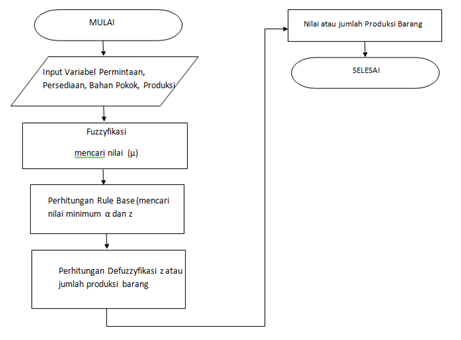 MULAI
Input Variabel Permintaan,
Persediaan, Bahan Pokok, Produksi
Fuzzyfikasi
mencari nilai (μ)
Perhitungan Rule Base (mencari
nilai minimum α dan z
Perhitungan Defuzzyfikasi z atau
jumlah produksi barang
Nilai atau jumlah Produksi Barang
SELESAI